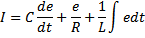 I = C de/dt + e/R + 1/L ∫ edt